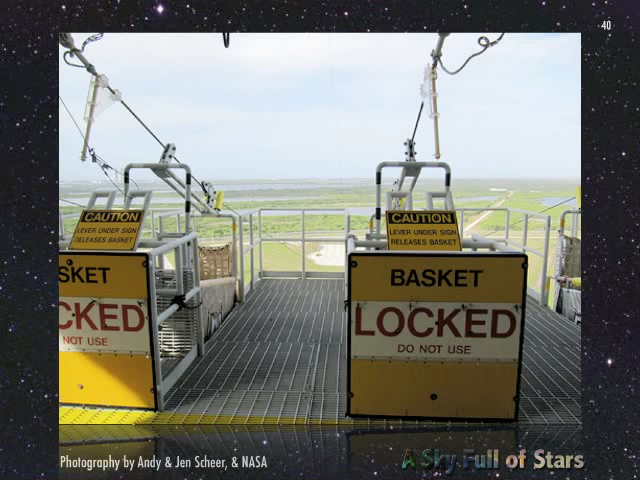 40
CAUTION
LEVER UNDER SIGN
RELEASES BASKET
CAUTION
LEVER UNDER SIGN
RELEASES BASKET
SKET
CKED
NOT USE
BASKET
LOCKED
DO NOT USE
Photography by Andy & Jen Scheer, & NASA
A Sky Full of Stars